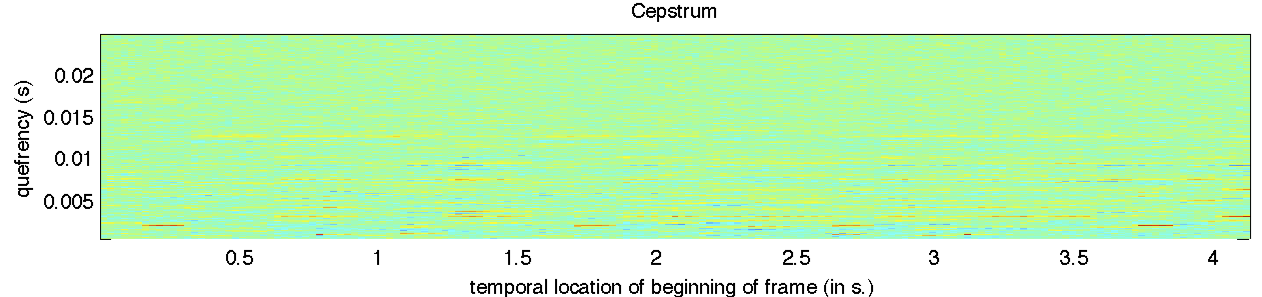 Cepstrum
quefrency (s)
0.02
0.015
0.01
0.005
0.5 1 1.5 2 2.5 3 3.5 4
temporal location of beginning of frame (in s.)